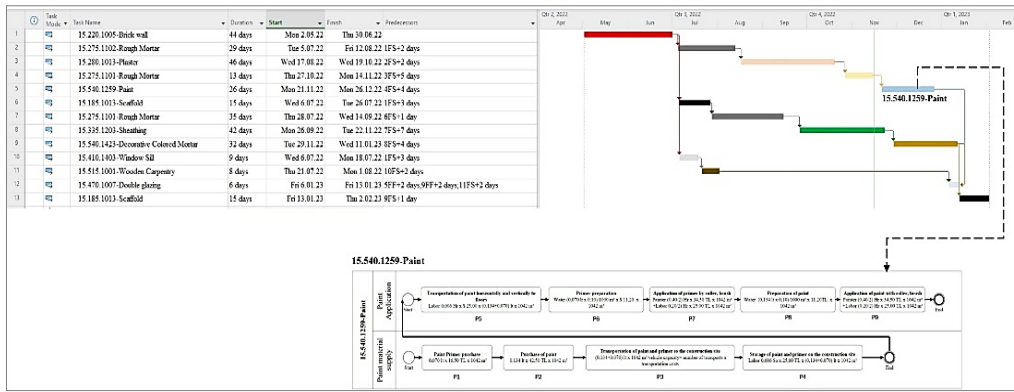 Qtr 2, 2022 Qtr 3, 2022 Qtr 4, 2022 Qtr 1, 2023
Task Mode Task Name Duration Start Finish Predecessors Apr May Jun Jul Aug Sep Oct Nov Dec Jan Feb
1 15.220.1005-Brick wall 44 days Mon 2.05.22 Thu 30.06.22
2 15.275.1102-Rough Mortar 29 days Tue 5.07.22 Fri 12.08.22 1FS+2 days
3 15.280.1013-Plaster 46 days Wed 17.08.22 Wed 19.10.22 2FS+2 days
4 15.275.1101-Rough Mortar 13 days Thu 27.10.22 Mon 14.11.22 3FS+5 days
5 15.540.1259-Paint 26 days Mon 21.11.22 Mon 26.12.22 4FS+4 days
6 15.185.1013-Scaffold 15 days Wed 6.07.22 Tue 26.07.22 1FS+3 days
7 15.275.1101-Rough Mortar 35 days Thu 28.07.22 Wed 14.09.22 6FS+1 day
8 15.335.1203-Sheathing 42 days Mon 26.09.22 Tue 22.11.22 7FS+7 days
9 15.540.1423-Decorative Colored Mortar 32 days Tue 29.11.22 Wed 11.01.23 8FS+4 days
10 15.410.1403-Window Sill 9 days Wed 6.07.22 Mon 18.07.22 1FS+3 days
11 15.515.1001-Wooden Carpentry 8 days Thu 21.07.22 Mon 1.08.22 10FS+2 days
12 15.470.1007-Double glazing 6 days Fri 6.01.23 Fri 13.01.23 5FF+2 days;9FF+2 days;11FS+2 days
13 15.185.1013-Scaffold 15 days Fri 13.01.23 Thu 2.02.23 9FS+1 day
15.540.1259-Paint
15.540.1259-Paint
15.540.1259-Paint
Paint Application
Start
Transportation of paint horizontally and vertically to floors
P5
Primer preparation
P6
Application of primer by roller, brush
P7
Preparation of paint
P8
Application of paint with roller, brush
P9
End
Paint material supply
Start
Paint Primer purchase
P1
Purchase of paint
P2
Transportation of paint and primer to the construction site
P3
Storage of paint and primer on the construction site
P4
End